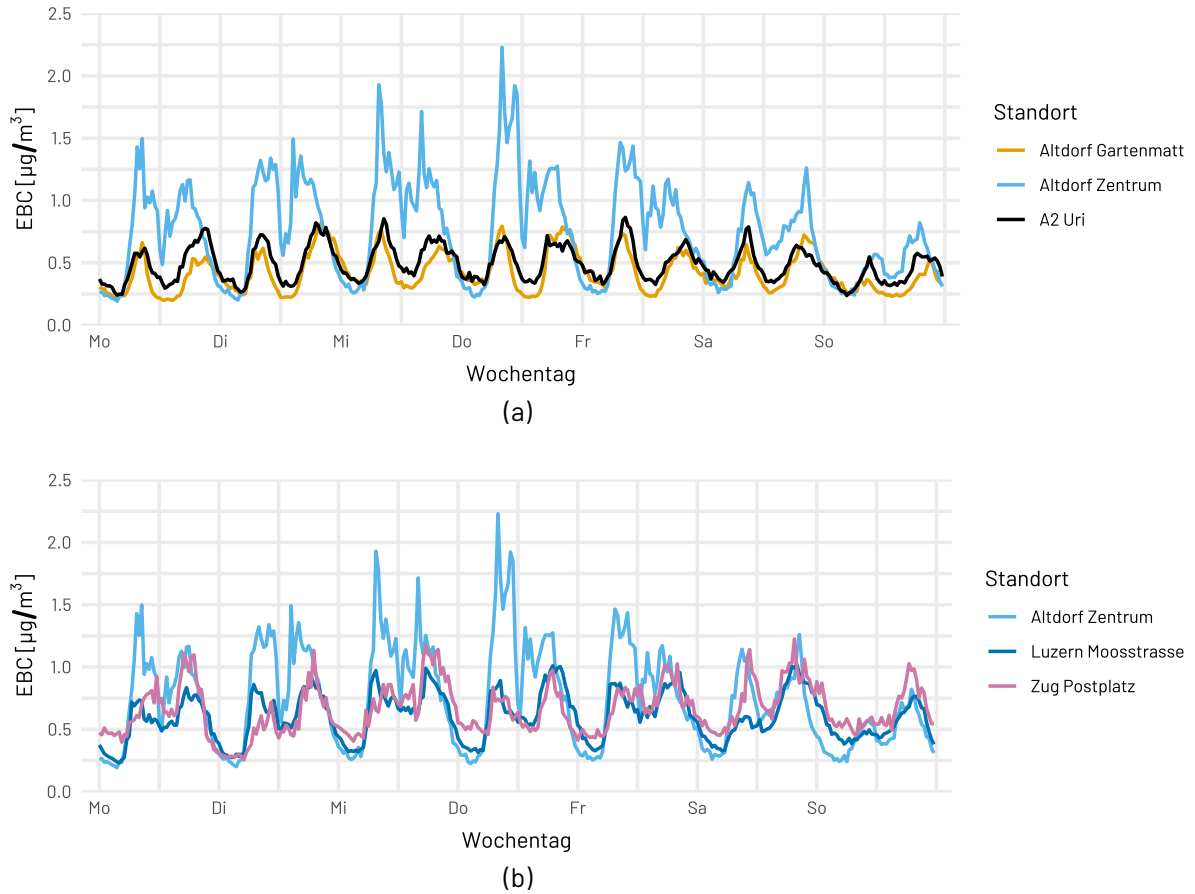 2.5
2.0
1.5
1.0
0.5
0.0
EBC [µg/m³]
Mo Di Mi Do Fr Sa So
Wochentag
Standort
Altdorf Gartenmatt
Altdorf Zentrum
A2 Uri
(a)
2.5
2.0
1.5
1.0
0.5
0.0
EBC [µg/m³]
Mo Di Mi Do Fr Sa So
Wochentag
Standort
Altdorf Zentrum
Luzern Moosstrasse
Zug Postplatz
(b)